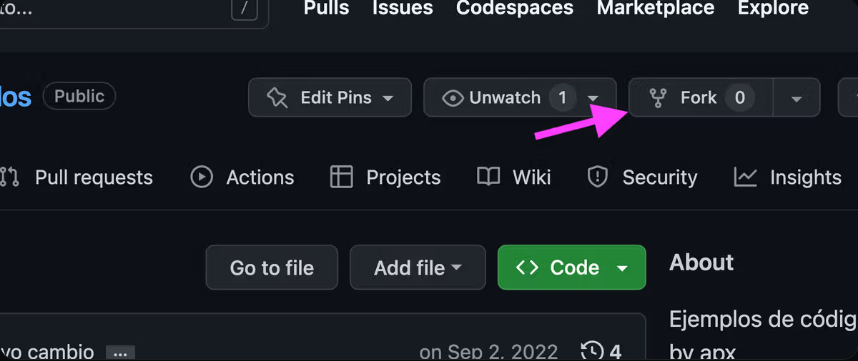 to... / Pulls Issues Codespaces Marketplace Explore
los Public Edit Pins Unwatch 1 Fork 0
Pull requests Actions Projects Wiki Security Insights
Go to file Add file Code About
Ejemplos de códig
vo cambio ... on Sep 2, 2022 4 by apx